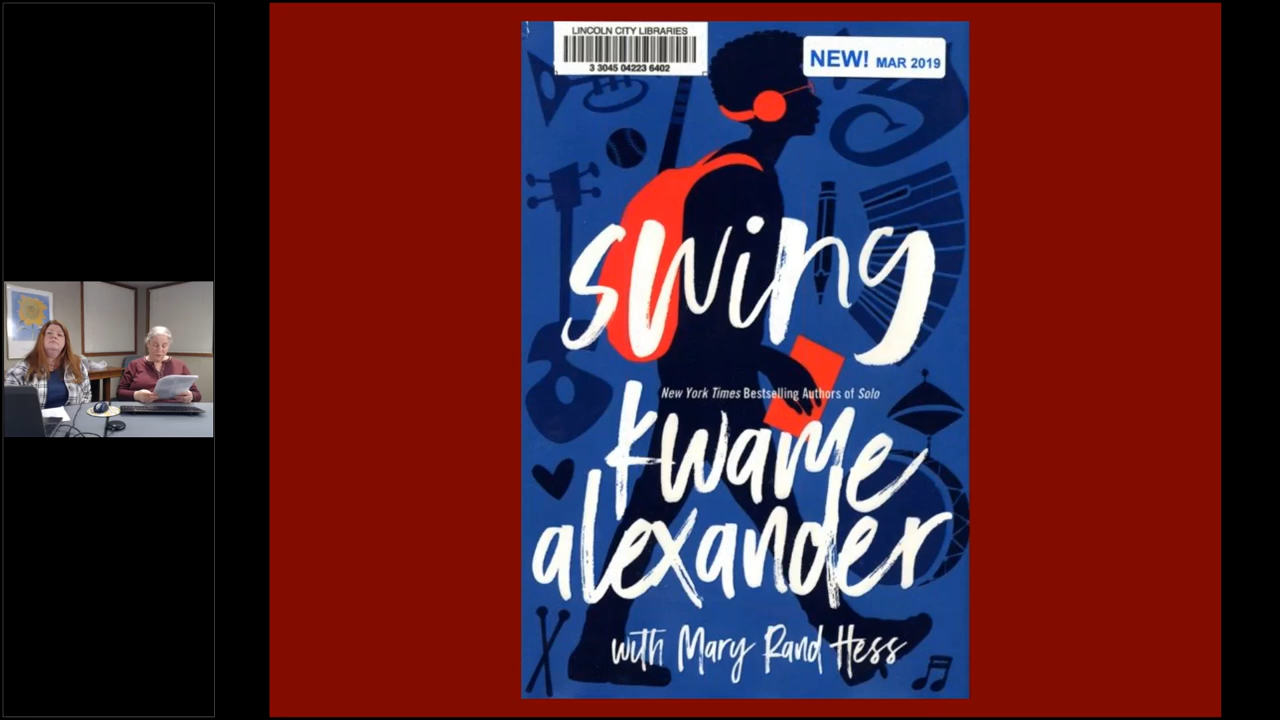 LINCOLN CITY LIBRARIES
3 3045 04223 6402
NEW! MAR 2019
swing
New York Times Bestselling Authors of Solo
kwame
alexander
with Mary Rand Hess